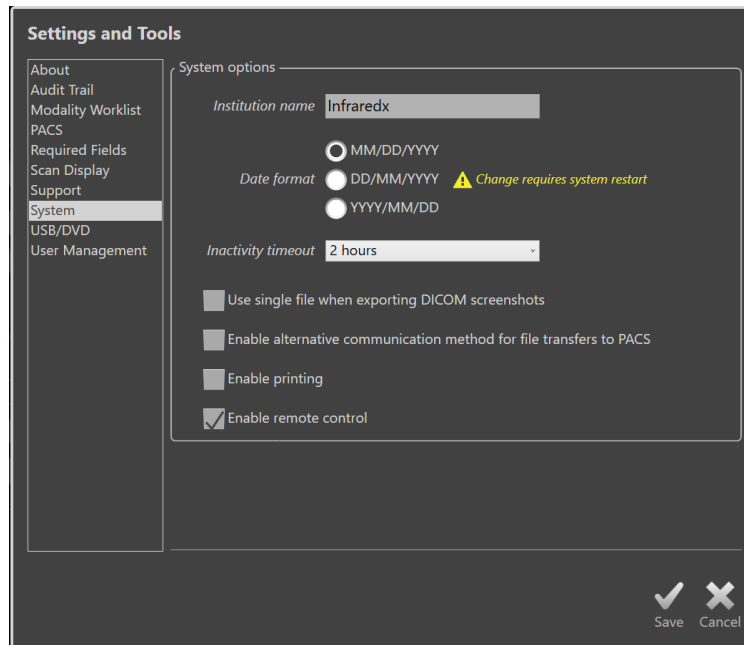 Settings and Tools
About
Audit Trail
Modality Worklist
PACS
Required Fields
Scan Display
Support
System
USB/DVD
User Management
System options
Institution name Infraredx
MM/DD/YYYY
Date format DD/MM/YYYY Change requires system restart
YYYY/MM/DD
Inactivity timeout 2 hours
Use single file when exporting DICOM screenshots
Enable alternative communication method for file transfers to PACS
Enable printing
Enable remote control
Save Cancel